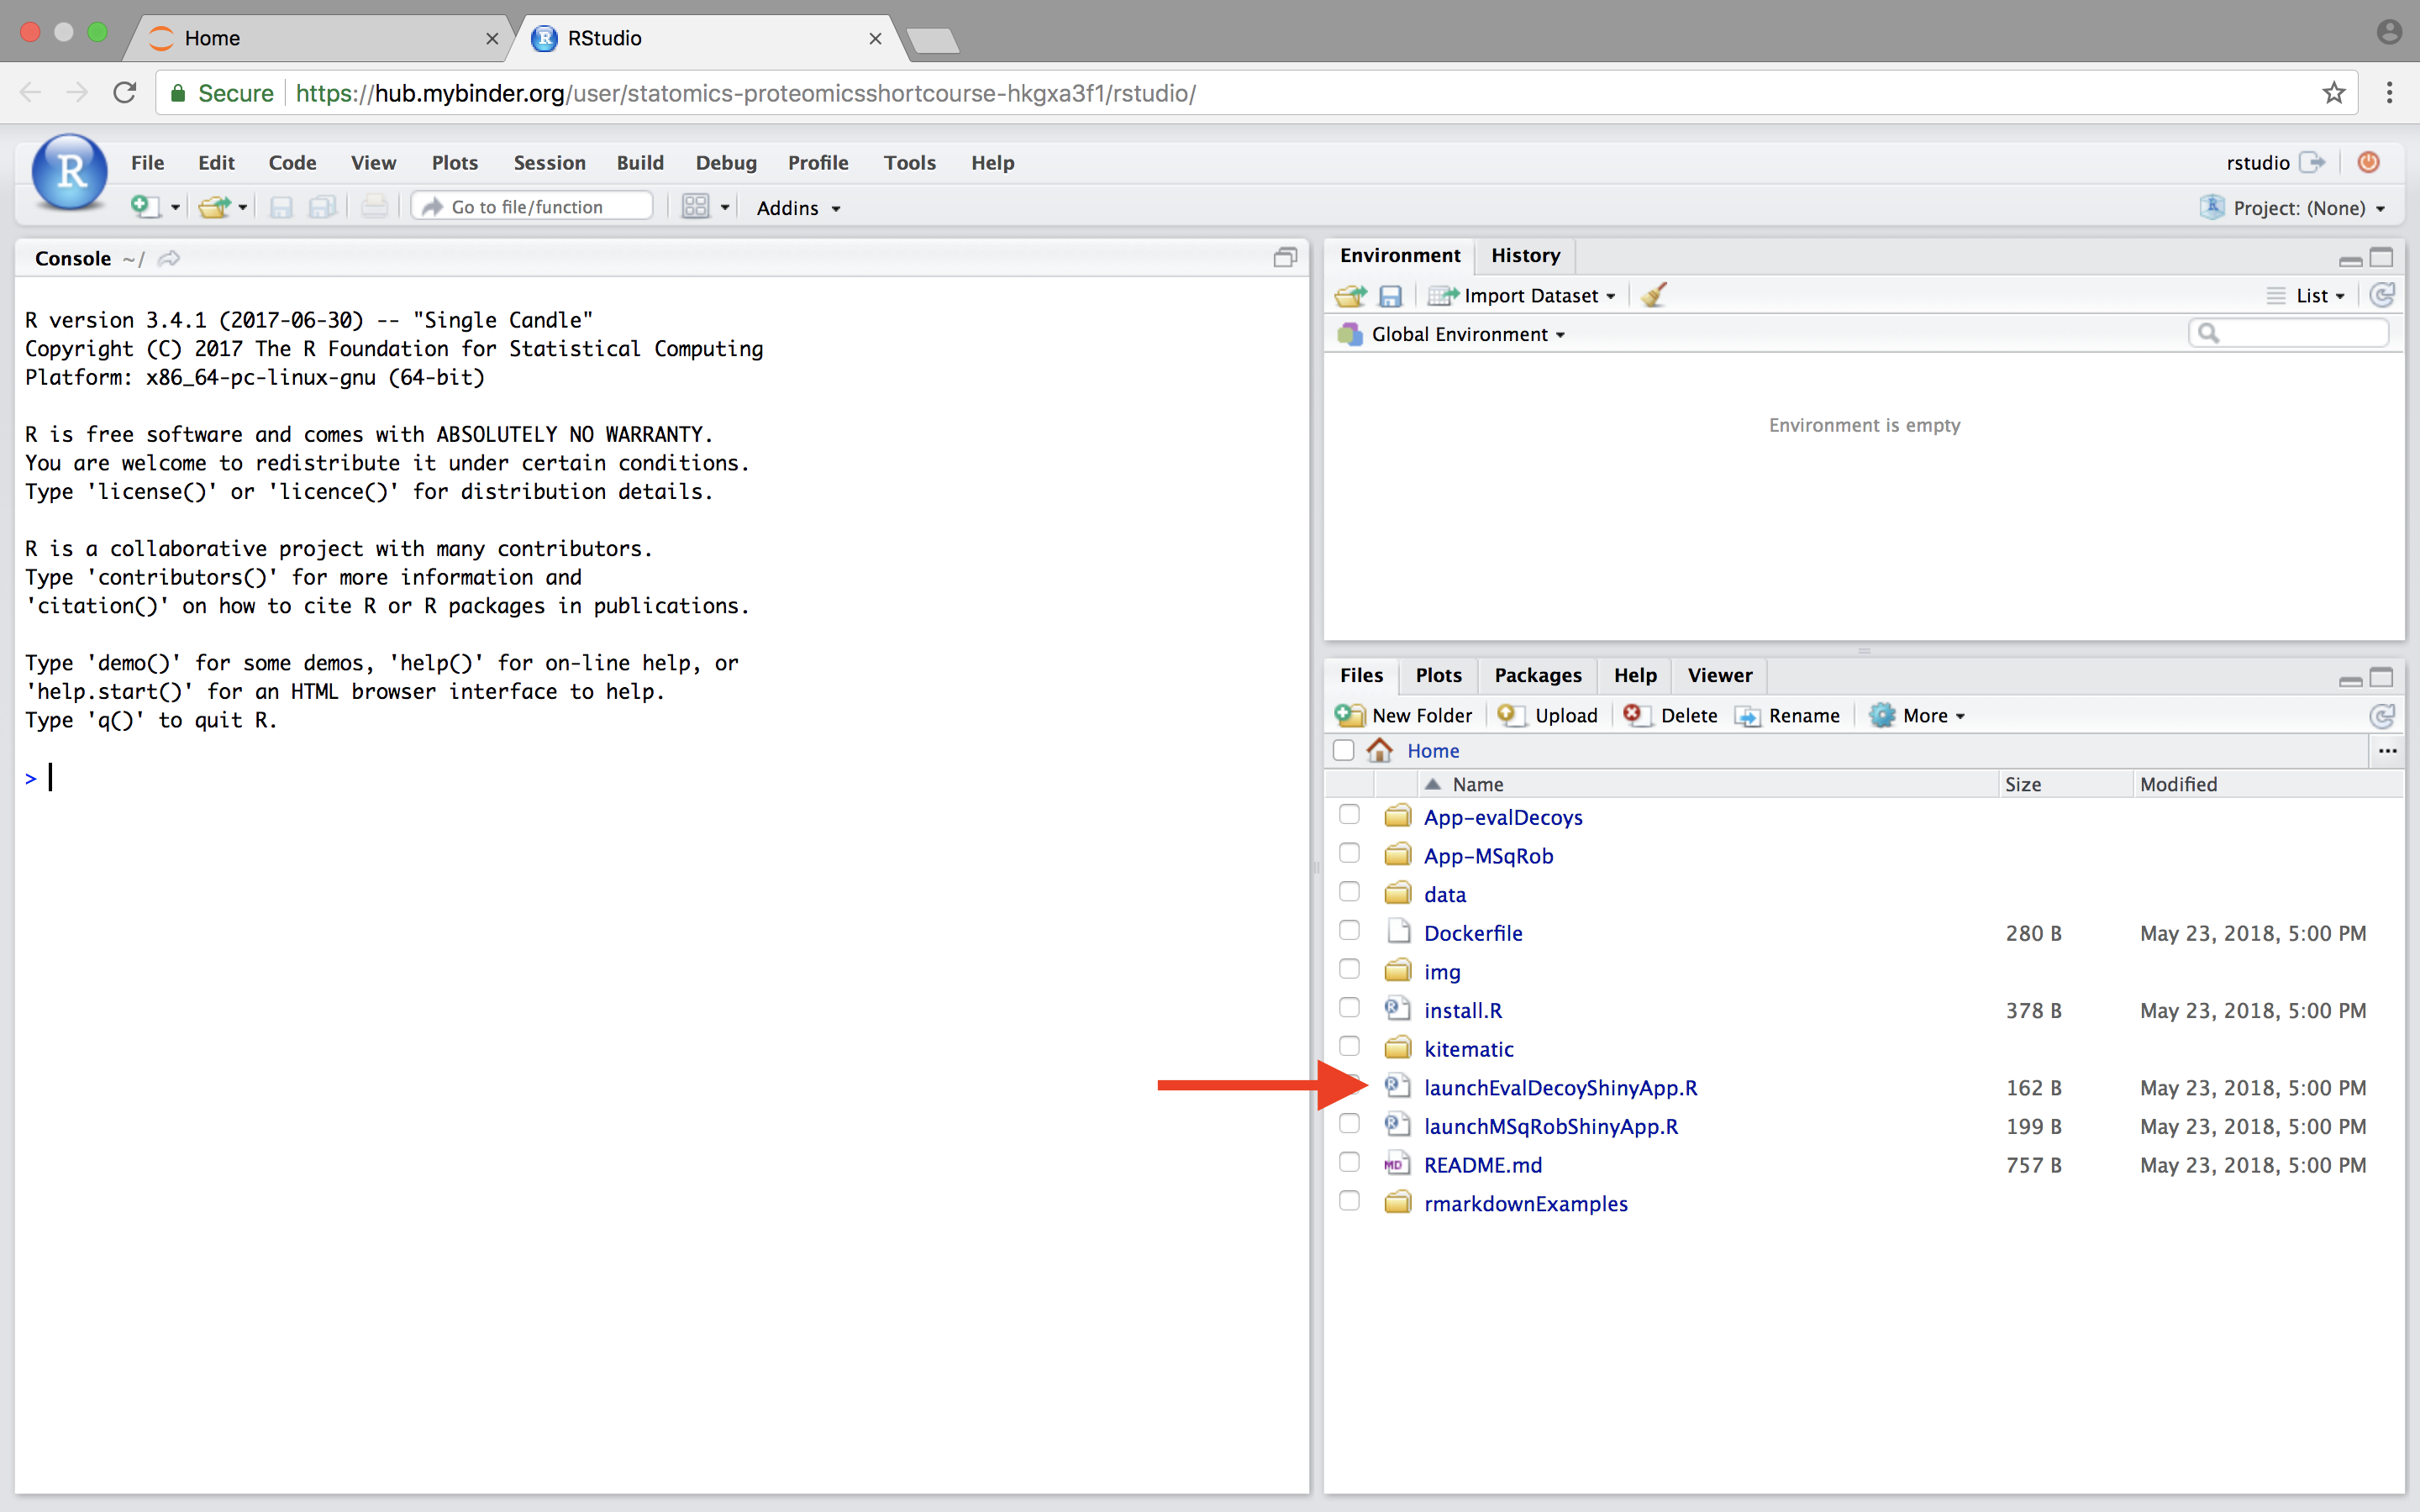 Home
RStudio
Secure
https://hub.mybinder.org/user/statomics-proteomicsshortcourse-hkgxa3f1/rstudio/
R
File Edit Code View Plots Session Build Debug Profile Tools Help
rstudio
Go to file/function
Addins
Project: (None)
Console ~/
R version 3.4.1 (2017-06-30) -- "Single Candle"
Copyright (C) 2017 The R Foundation for Statistical Computing
Platform: x86_64-pc-linux-gnu (64-bit)
R is free software and comes with ABSOLUTELY NO WARRANTY.
You are welcome to redistribute it under certain conditions.
Type 'license()' or 'licence()' for distribution details.
R is a collaborative project with many contributors.
Type 'contributors()' for more information and
'citation()' on how to cite R or R packages in publications.
Type 'demo()' for some demos, 'help()' for on-line help, or
'help.start()' for an HTML browser interface to help.
Type 'q()' to quit R.
>
Environment History
Import Dataset
List
Global Environment
Environment is empty
Files Plots Packages Help Viewer
New Folder Upload Delete Rename More
Home
...
Name Size Modified
App-evalDecoys
App-MSqRob
data
Dockerfile 280 B May 23, 2018, 5:00 PM
img
install.R 378 B May 23, 2018, 5:00 PM
kitematic
launchEvalDecoyShinyApp.R 162 B May 23, 2018, 5:00 PM
launchMSqRobShinyApp.R 199 B May 23, 2018, 5:00 PM
README.md 757 B May 23, 2018, 5:00 PM
rmarkdownExamples